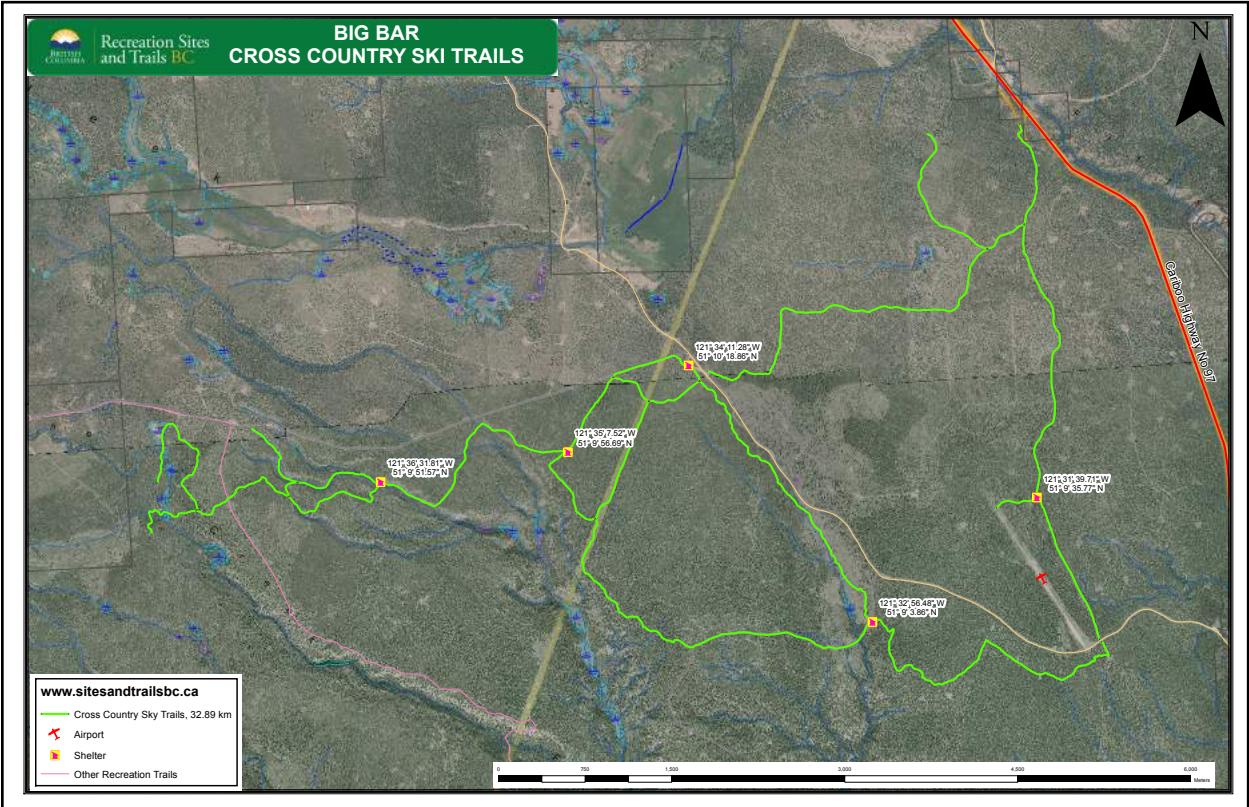 BRITISH
COLUMBIA
Recreation Sites
and Trails BC
BIG BAR
CROSS COUNTRY SKI TRAILS
N
Cariboo Highway No 97
121° 34' 11.28" W
51° 10' 18.86" N
121° 35' 7.52" W
51° 9' 56.69" N
121° 36' 31.81" W
51° 9' 51.57" N
121° 31' 39.71" W
51° 9' 35.77" N
121° 32' 56.48" W
51° 9' 3.86" N
www.sitesandtrailsbc.ca
Cross Country Sky Trails, 32.89 km
Airport
Shelter
Other Recreation Trails
0 750 1,500 3,000 4,500 6,000
Meters